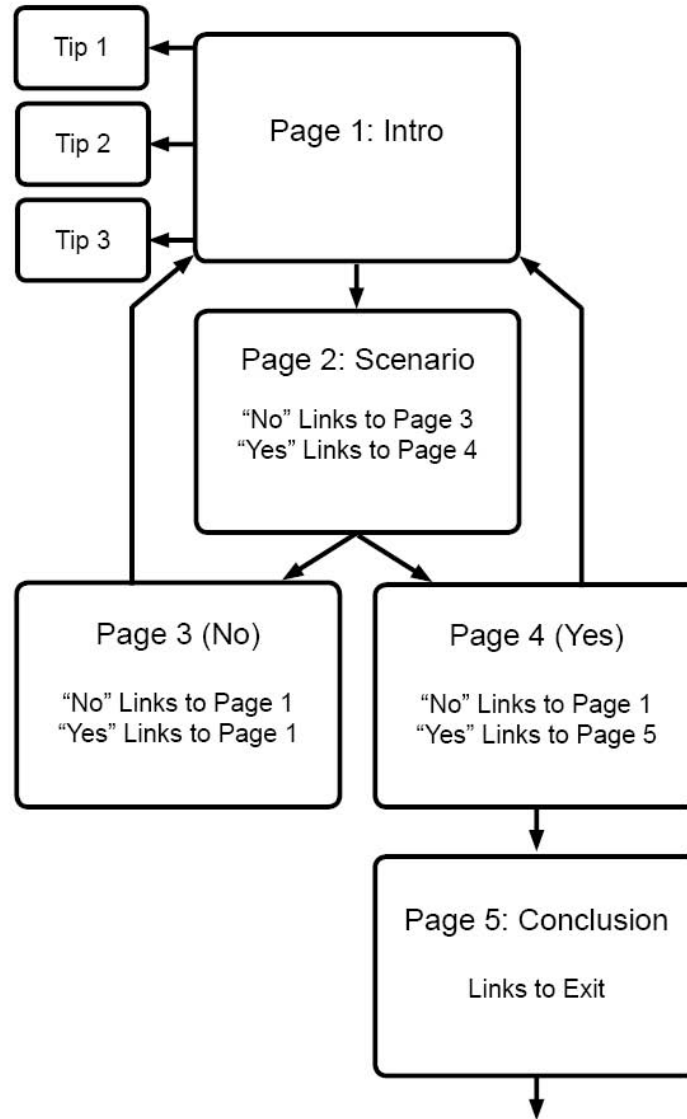 Tip 1
Tip 2
Tip 3
Page 1: Intro
Page 2: Scenario
“No” Links to Page 3
“Yes” Links to Page 4
Page 3 (No)
“No” Links to Page 1
“Yes” Links to Page 1
Page 4 (Yes)
“No” Links to Page 1
“Yes” Links to Page 5
Page 5: Conclusion
Links to Exit